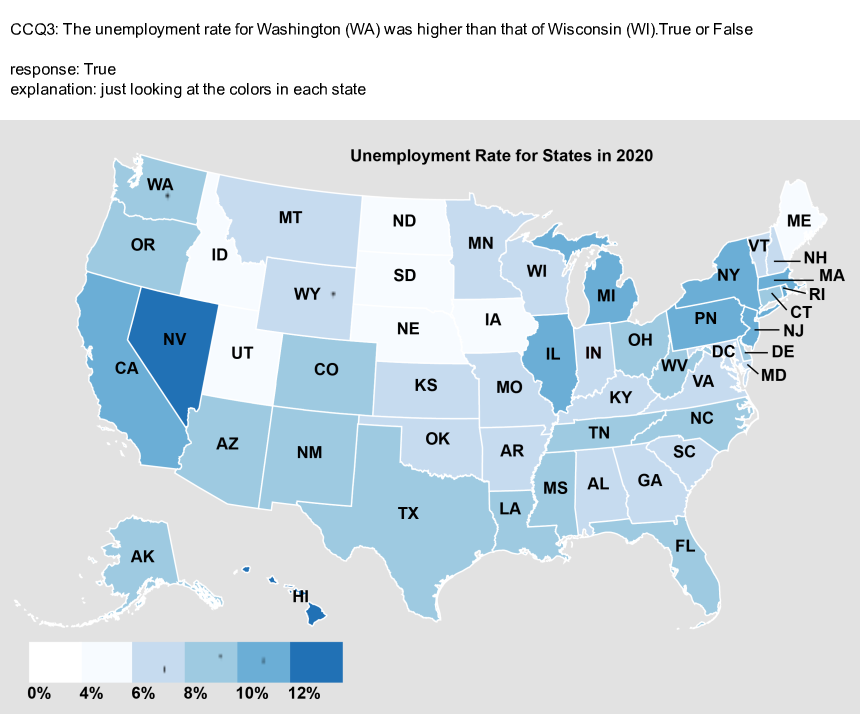 CCQ3: The unemployment rate for Washington (WA) was higher than that of Wisconsin (WI).True or False
response: True
explanation: just looking at the colors in each state
Unemployment Rate for States in 2020
WA
MT
ND
MN
ME
OR
ID
SD
WI
VT
NH
WY
MI
NY
MA
RI
NV
NE
IA
PN
CT
UT
IL
IN
OH
NJ
CA
CO
DC
DE
KS
MO
WV
VA
MD
KY
AZ
NM
OK
AR
TN
NC
SC
TX
LA
MS
AL
GA
FL
AK
HI
0% 4% 6% 8% 10% 12%